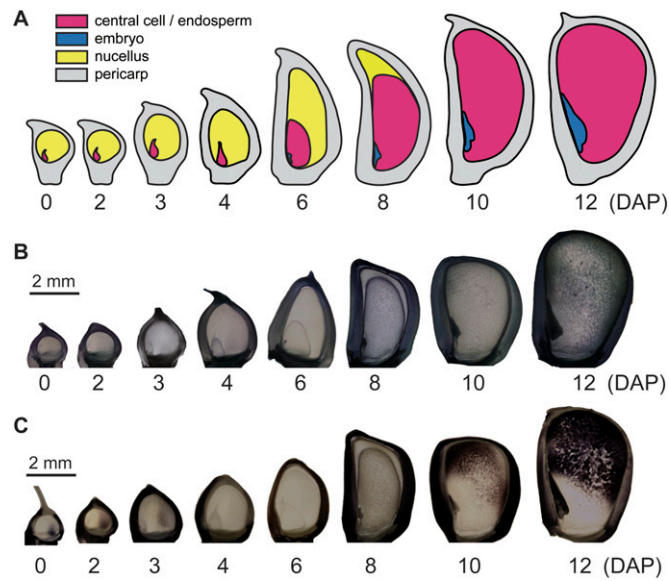 A
central cell / endosperm
embryo
nucellus
pericarp
0 2 3 4 6 8 10 12 (DAP)
B
2 mm
0 2 3 4 6 8 10 12 (DAP)
C
2 mm
0 2 3 4 6 8 10 12 (DAP)